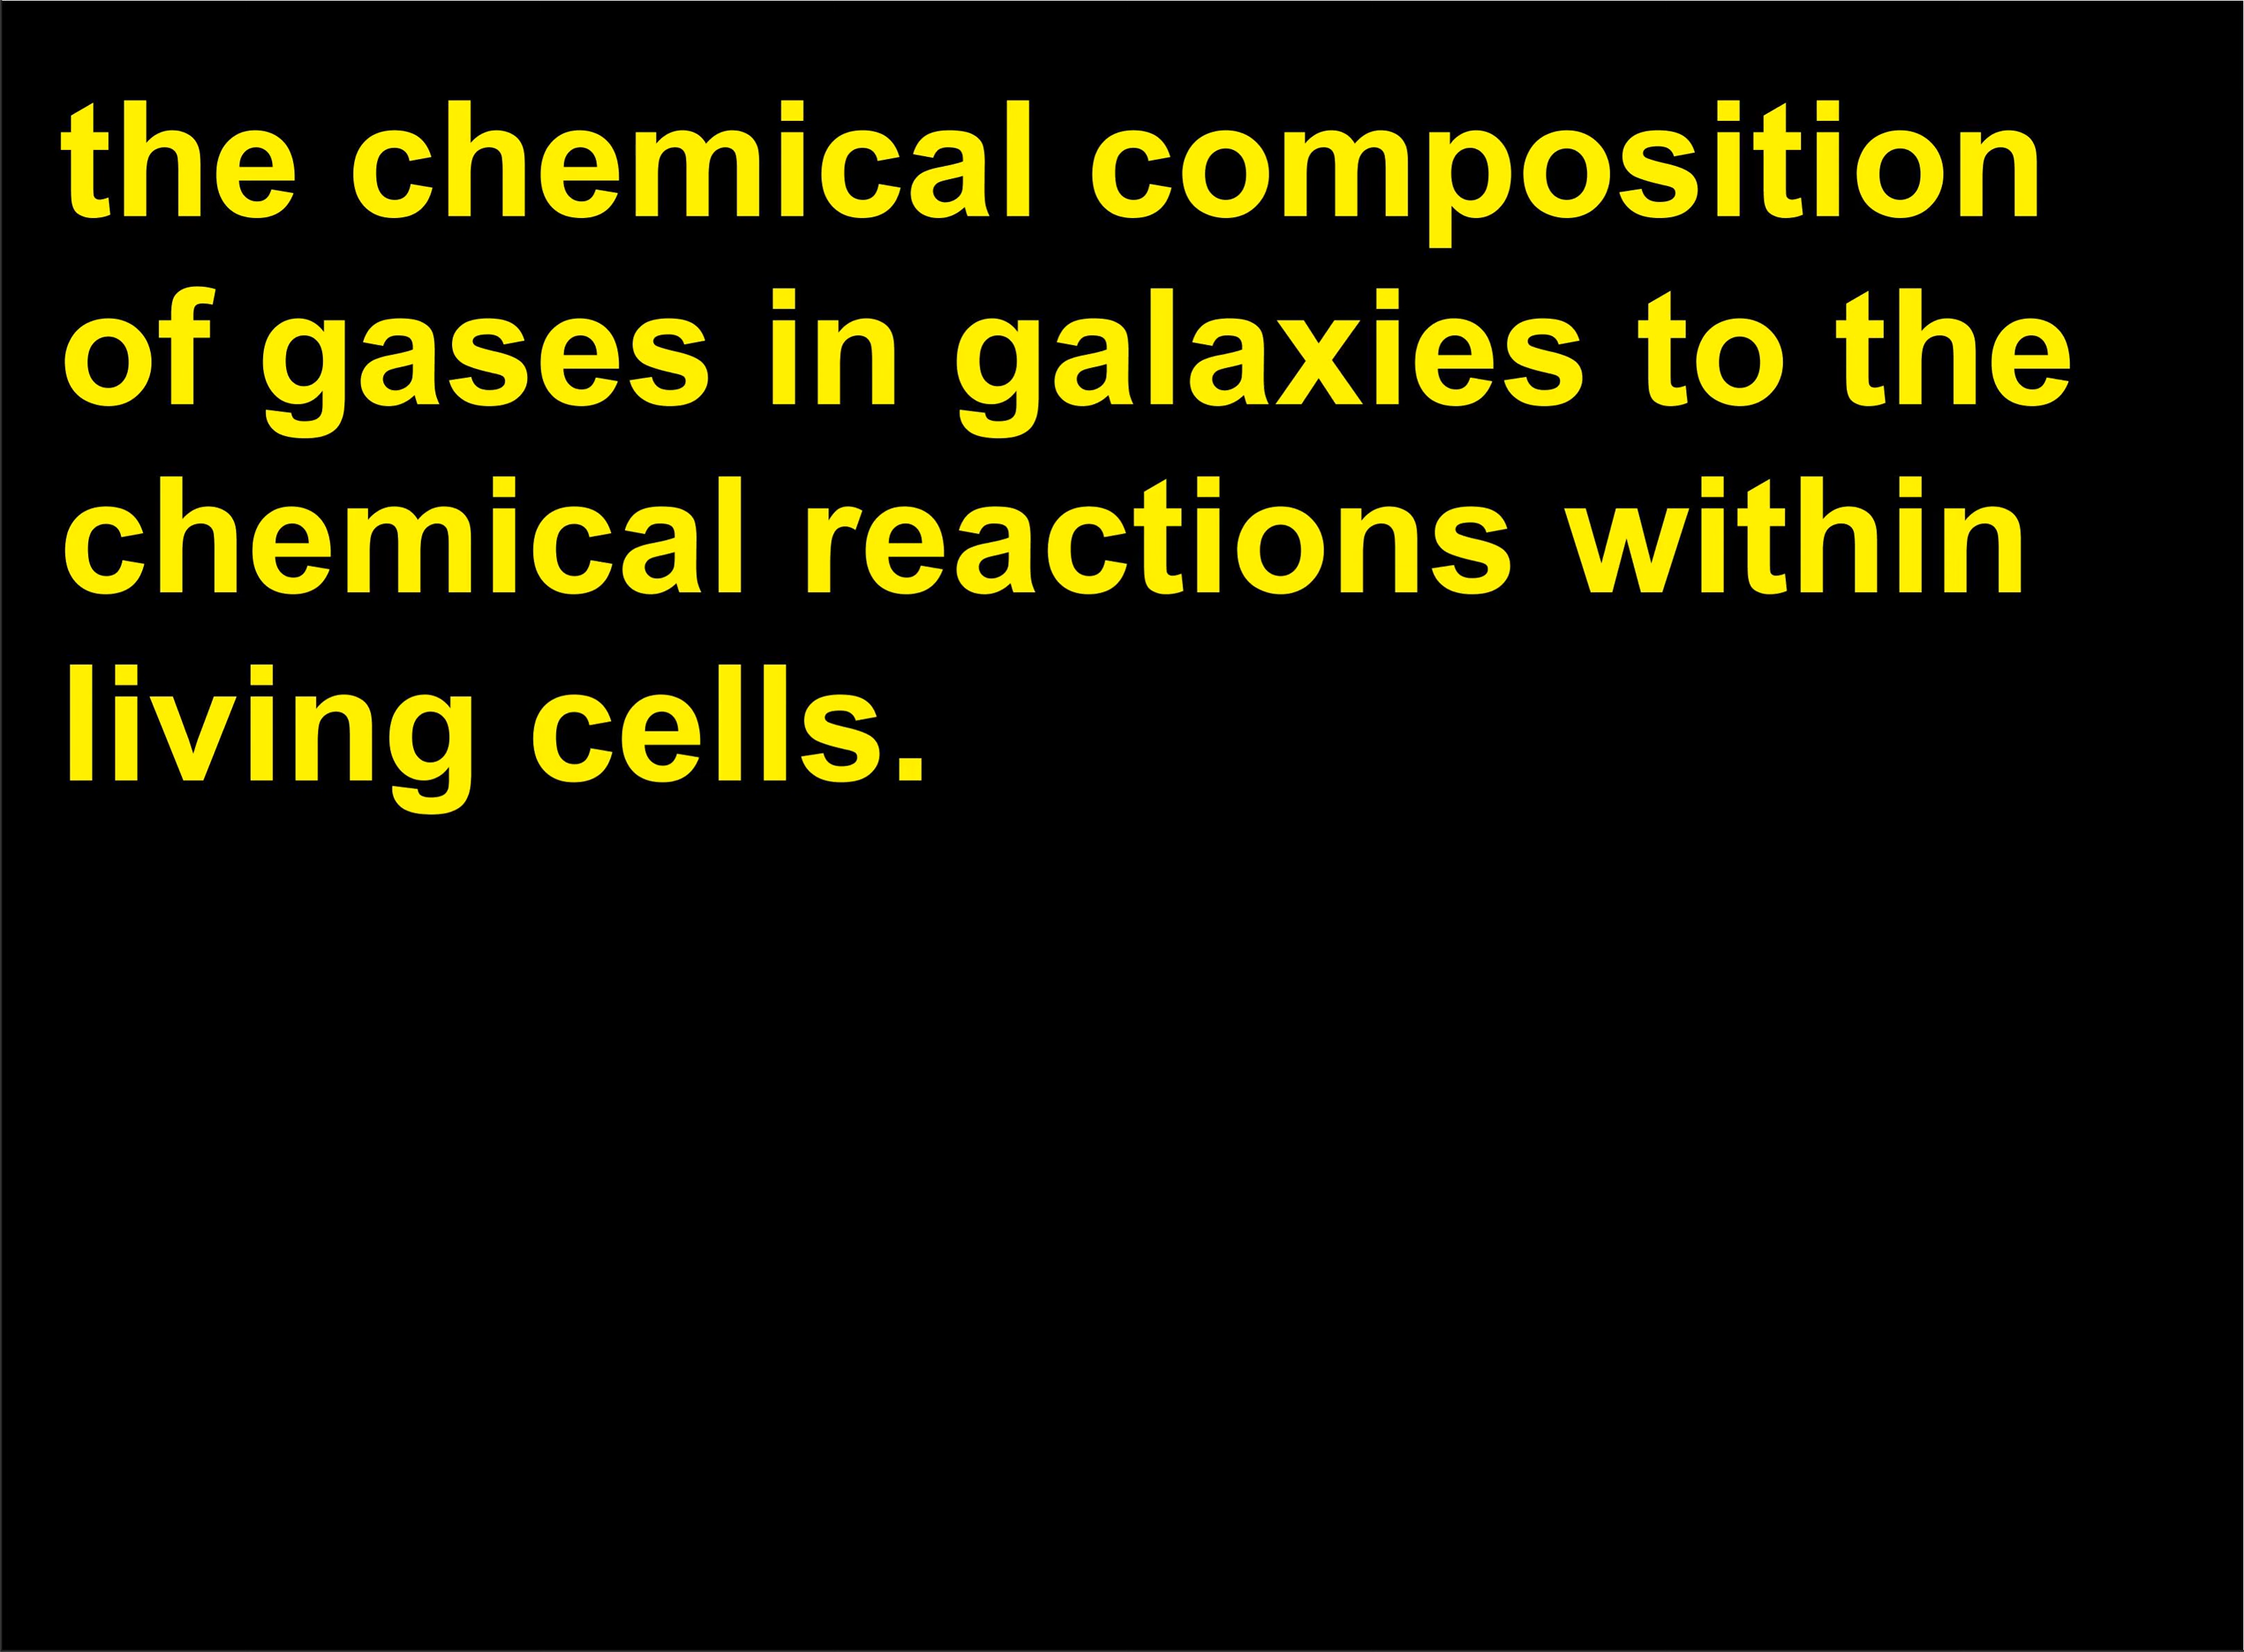 the chemical composition
of gases in galaxies to the
chemical reactions within
living cells.